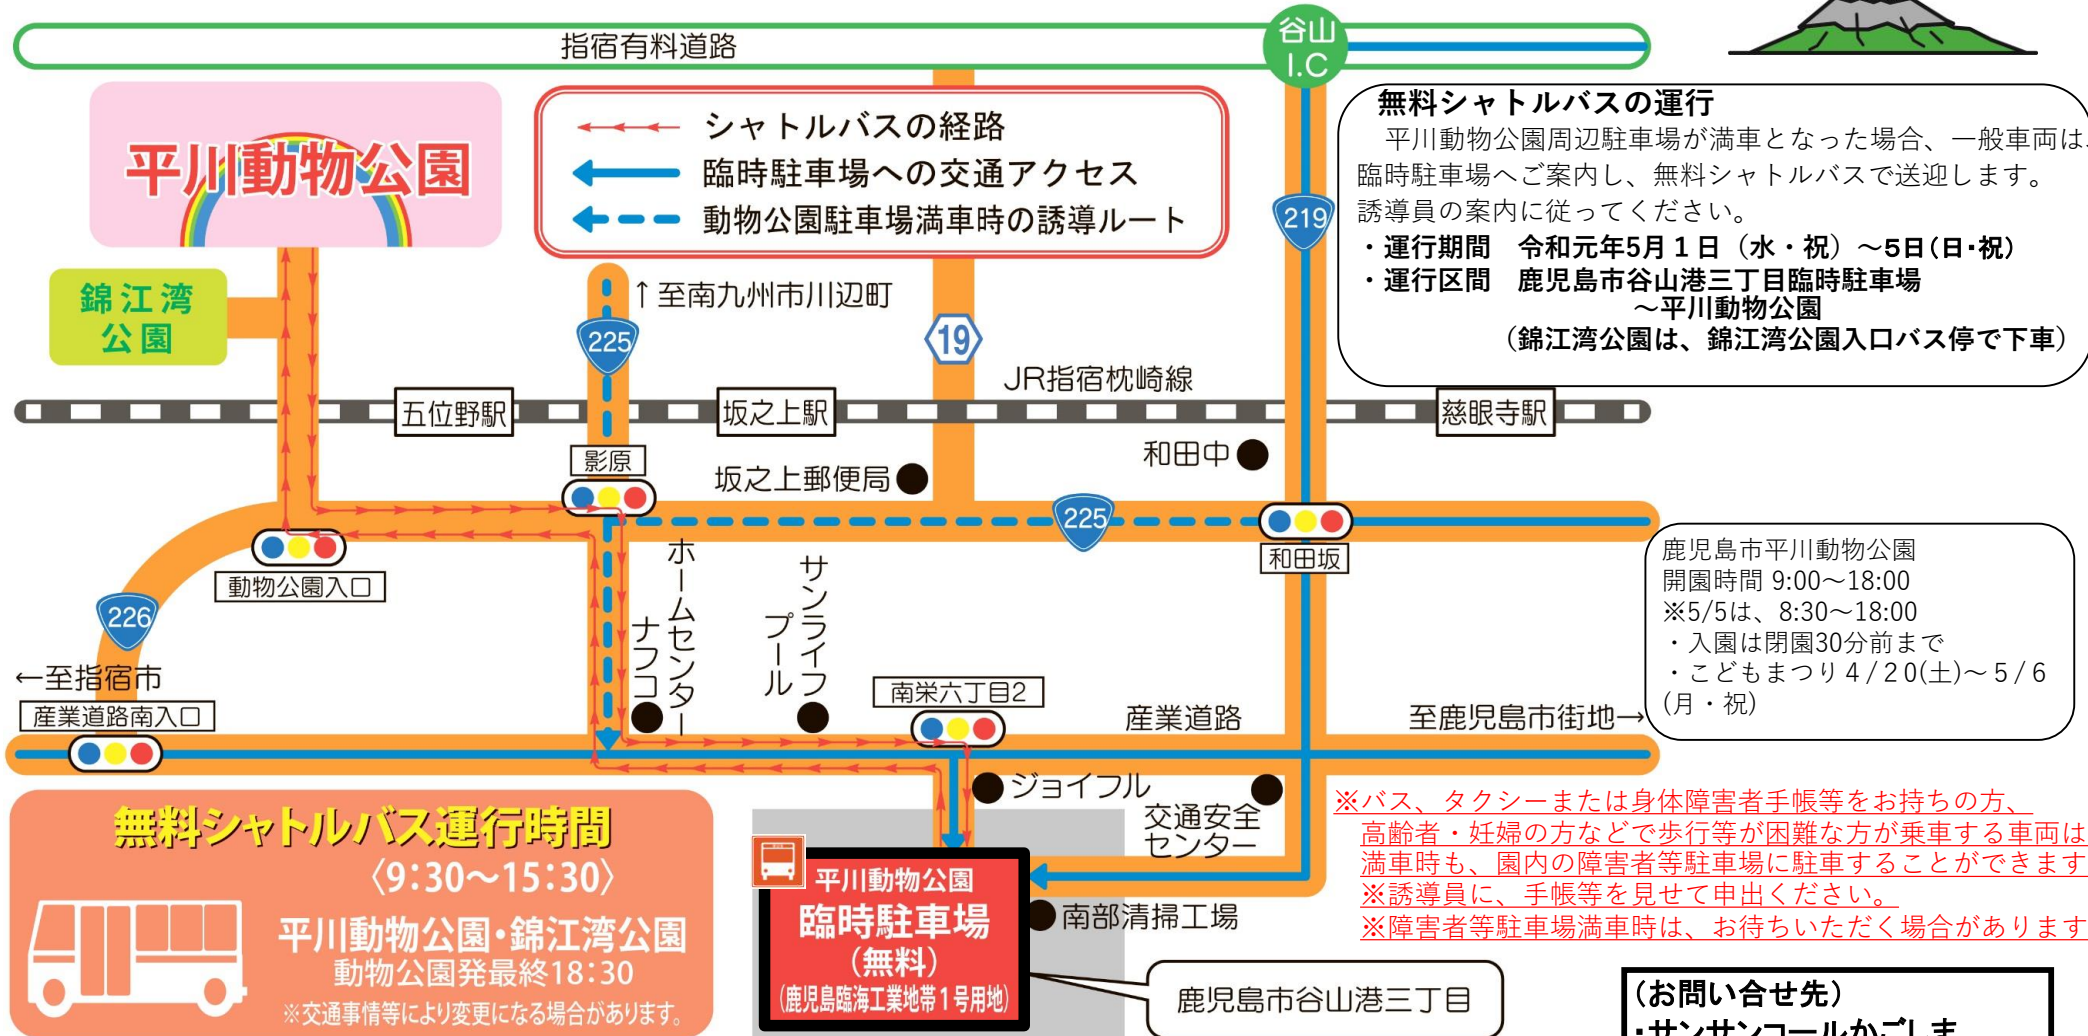 指宿有料道路
谷山
I.C
平川動物公園
シャトルバスの経路
臨時駐車場への交通アクセス
動物公園駐車場満車時の誘導ルート
無料シャトルバスの運行
平川動物公園周辺駐車場が満車となった場合、一般車両は、
臨時駐車場へご案内し、無料シャトルバスで送迎します。
誘導員の案内に従ってください。
・運行期間 令和元年5月1日（水・祝）～5日(日・祝)
・運行区間 鹿児島市谷山港三丁目臨時駐車場
～平川動物公園
（錦江湾公園は、錦江湾公園入口バス停で下車）
219
錦江湾
公園
↑至南九州市川辺町
225
19
JR指宿枕崎線
五位野駅
坂之上駅
慈眼寺駅
影原
坂之上郵便局
和田中
225
和田坂
動物公園入口
226
ホームセンター
ナフコ
サンライフ
プール
鹿児島市平川動物公園
開園時間 9:00～18:00
※5/5は、8:30～18:00
・入園は閉園30分前まで
・こどもまつり4/20(土)～5/6
(月・祝)
←至指宿市
産業道路南入口
南栄六丁目2
産業道路
至鹿児島市街地→
ジョイフル
交通安全
センター
無料シャトルバス運行時間
〈9:30～15:30〉
平川動物公園・錦江湾公園
動物公園発最終18:30
※交通事情等により変更になる場合があります。
平川動物公園
臨時駐車場
(無料)
(鹿児島臨海工業地帯1号用地)
南部清掃工場
鹿児島市谷山港三丁目
※バス、タクシーまたは身体障害者手帳等をお持ちの方、
高齢者・妊婦の方などで歩行等が困難な方が乗車する車両は
満車時も、園内の障害者等駐車場に駐車することができます
※誘導員に、手帳等を見せて申出ください。
※障害者等駐車場満車時は、お待ちいただく場合があります
(お問い合せ先)
・サンサンコールかごしま